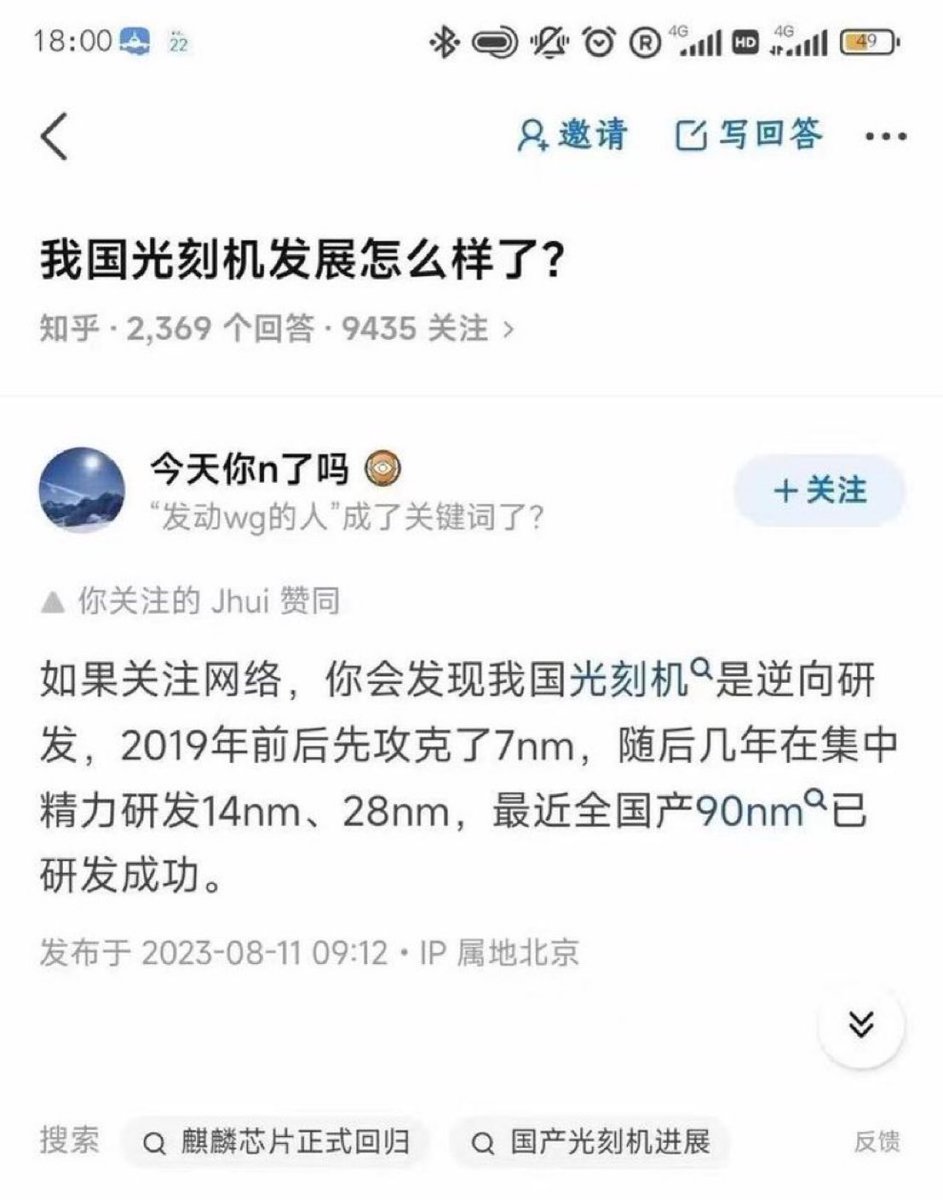 18:00 22 4G HD 4G 49
邀请 写回答
我国光刻机发展怎么样了?
知乎 · 2,369 个回答 · 9435 关注 >
今天你n了吗
“发动wg的人”成了关键词了?
+关注
你关注的 Jhui 赞同
如果关注网络，你会发现我国光刻机是逆向研
发，2019年前后先攻克了7nm，随后几年在集中
精力研发14nm、28nm，最近全国产90nm已
研发成功。
发布于 2023-08-11 09:12 · IP 属地北京
搜索 麒麟芯片正式回归 国产光刻机进展 反馈